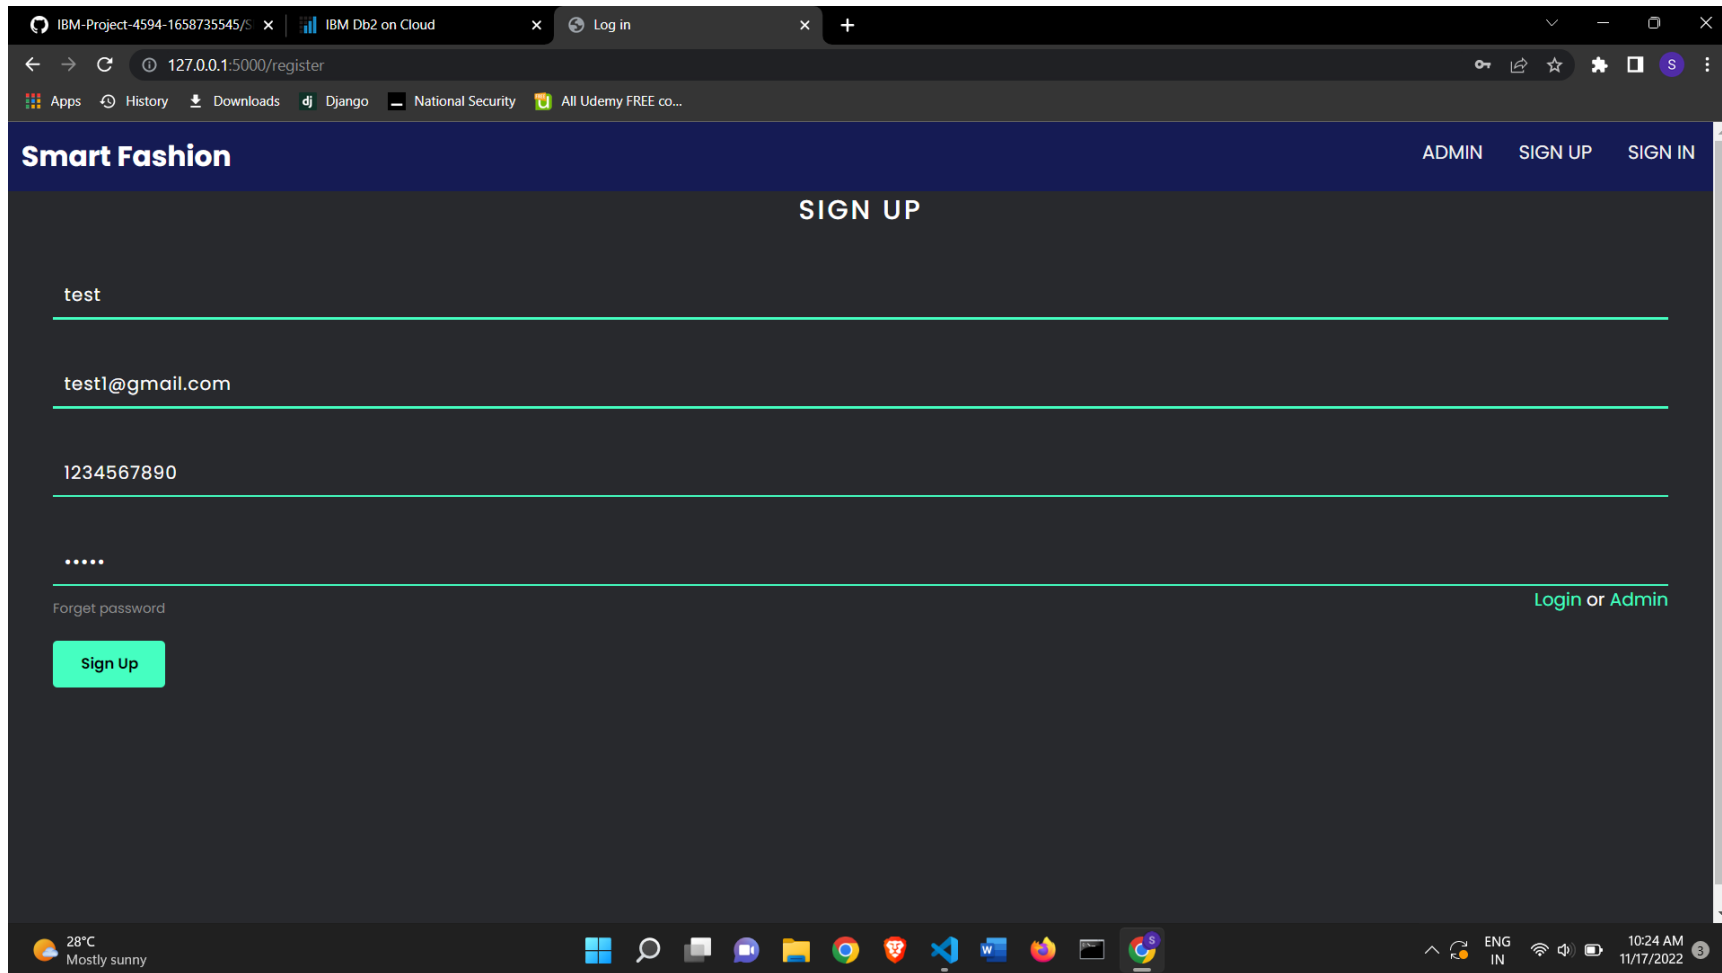 IBM-Project-4594-1658735545/S
IBM Db2 on Cloud
Log in
127.0.0.1:5000/register
S
Apps
History
Downloads
dj Django
National Security
All Udemy FREE co...
Smart Fashion
ADMIN
SIGN UP
SIGN IN
SIGN UP
test
test1@gmail.com
1234567890
•••••
Forget password
Login or Admin
Sign Up
28°C
Mostly sunny
ENG
IN
10:24 AM
11/17/2022
3